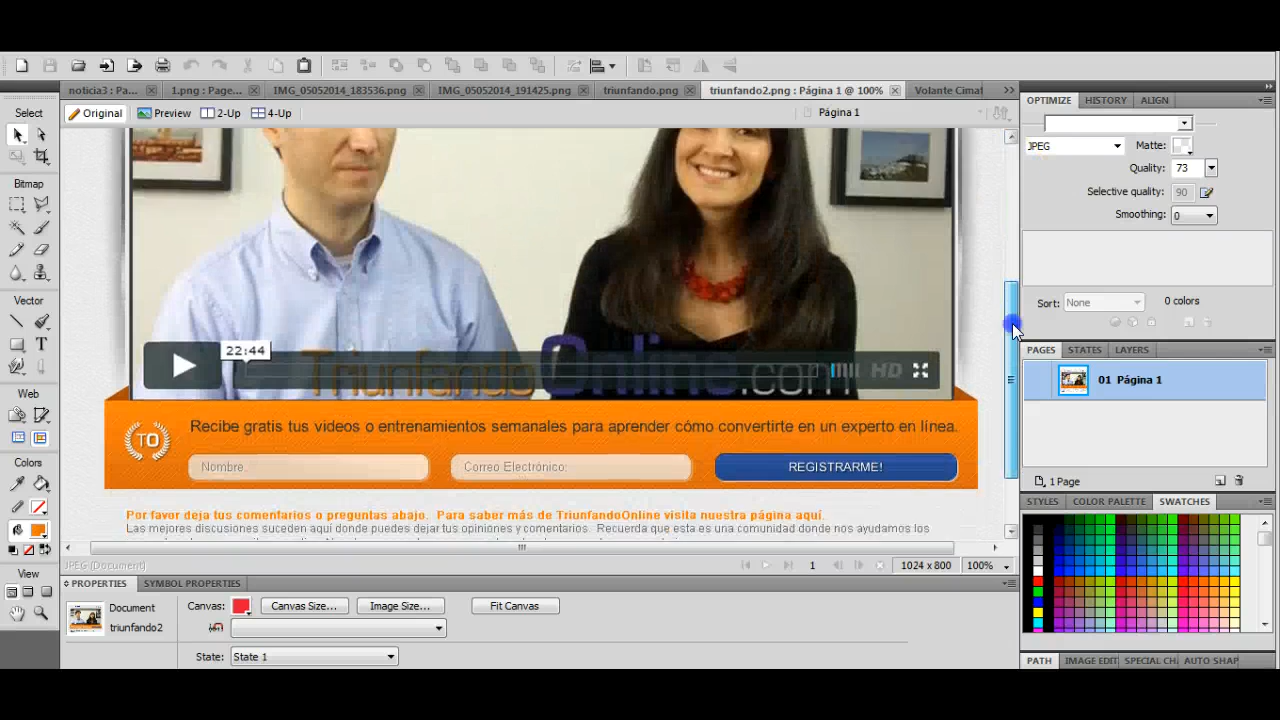 noticia3 : Pa...
1.png : Page...
IMG_05052014_183536.png
IMG_05052014_191425.png
triunfando.png
triunfando2.png : Página 1 @ 100%
Volante Cimat
OPTIMIZE
HISTORY
ALIGN
Select
Original
Preview
2-Up
4-Up
Página 1
JPEG
Matte:
Quality:
73
Selective quality:
90
Smoothing:
0
Bitmap
Sort:
None
0 colors
Vector
Web
Colors
View
PAGES
STATES
LAYERS
01 Página 1
1 Page
22:44
HD
TriunfandoOnline.com
TO
Recibe gratis tus videos o entrenamientos semanales para aprender cómo convertirte en un experto en línea.
Nombre.
Correo Electrónico:
REGISTRARME!
Por favor deja tus comentarios o preguntas abajo. Para saber más de TriunfandoOnline visita nuestra página aquí.
Las mejores discusiones suceden aquí donde puedes dejar tus opiniones y comentarios. Recuerda que esta es una comunidad donde nos ayudamos los
JPEG (Document)
1
1024 x 800
100%
STYLES
COLOR PALETTE
SWATCHES
PROPERTIES
SYMBOL PROPERTIES
Document
triunfando2
Canvas:
Canvas Size...
Image Size...
Fit Canvas
State:
State 1
PATH
IMAGE EDIT
SPECIAL CH
AUTO SHAP